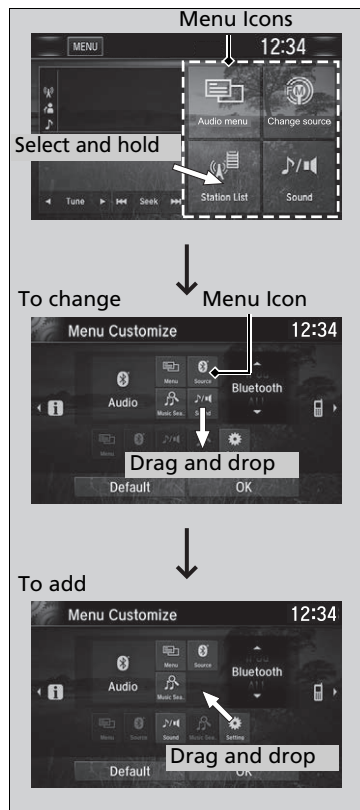 Menu Icons
MENU
12:34
Audio menu
Change source
Select and hold
Station List
Sound
Tune
Seek
To change
Menu Icon
Menu Customize
12:34
Menu
Source
Audio
Bluetooth
Music Sea.
Sound
Menu
Drag and drop
Default
OK
To add
Menu Customize
12:34
Menu
Source
Audio
Bluetooth
Music Sea.
Menu
Source
Sound
Music Sea.
Setting
Drag and drop
Default
OK